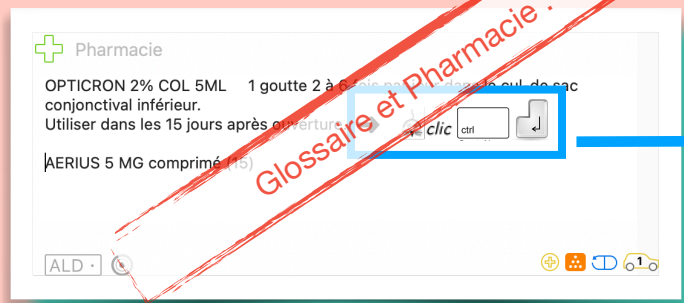 Pharmacie
OPTICRON 2% COL 5ML 1 goutte 2 à 6 fois par jour dans le cul-de-sac
conjonctival inférieur.
Utiliser dans les 15 jours après ouverture
clic ctrl
AERIUS 5 MG comprimé (15)
Glossaire et Pharmacie :
ALD ·
1